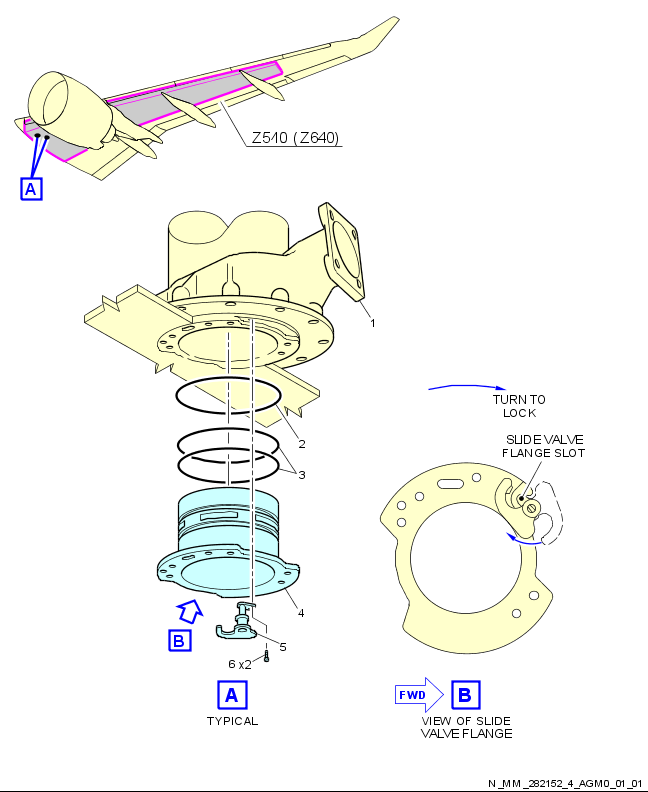 Z510 (Z640)
A
1
TURN TO
LOCK
2
SLIDE VALVE
FLANGE SLOT
3
4
B
5
6 x2
A
TYPICAL
FWD
B
VIEW OF SLIDE
VALVE FLANGE
N_MM_282152_4_AGM0_01_01